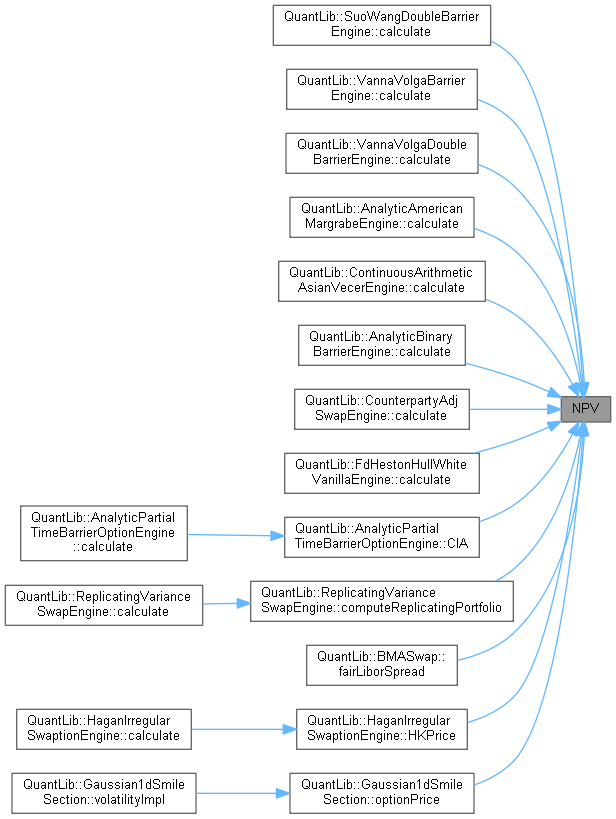 QuantLib::SuoWangDoubleBarrier
Engine::calculate
QuantLib::VannaVolgaBarrier
Engine::calculate
QuantLib::VannaVolgaDouble
BarrierEngine::calculate
QuantLib::AnalyticAmerican
MargrabeEngine::calculate
QuantLib::ContinuousArithmetic
AsianVecerEngine::calculate
QuantLib::AnalyticBinary
BarrierEngine::calculate
QuantLib::CounterpartyAdj
SwapEngine::calculate
NPV
QuantLib::FdHestonHullWhite
VanillaEngine::calculate
QuantLib::AnalyticPartial
TimeBarrierOptionEngine
::calculate
QuantLib::AnalyticPartial
TimeBarrierOptionEngine::CIA
QuantLib::ReplicatingVariance
SwapEngine::calculate
QuantLib::ReplicatingVariance
SwapEngine::computeReplicatingPortfolio
QuantLib::BMASwap::
fairLiborSpread
QuantLib::HaganIrregular
SwaptionEngine::calculate
QuantLib::HaganIrregular
SwaptionEngine::HKPrice
QuantLib::Gaussian1dSmile
Section::volatilityImpl
QuantLib::Gaussian1dSmile
Section::optionPrice